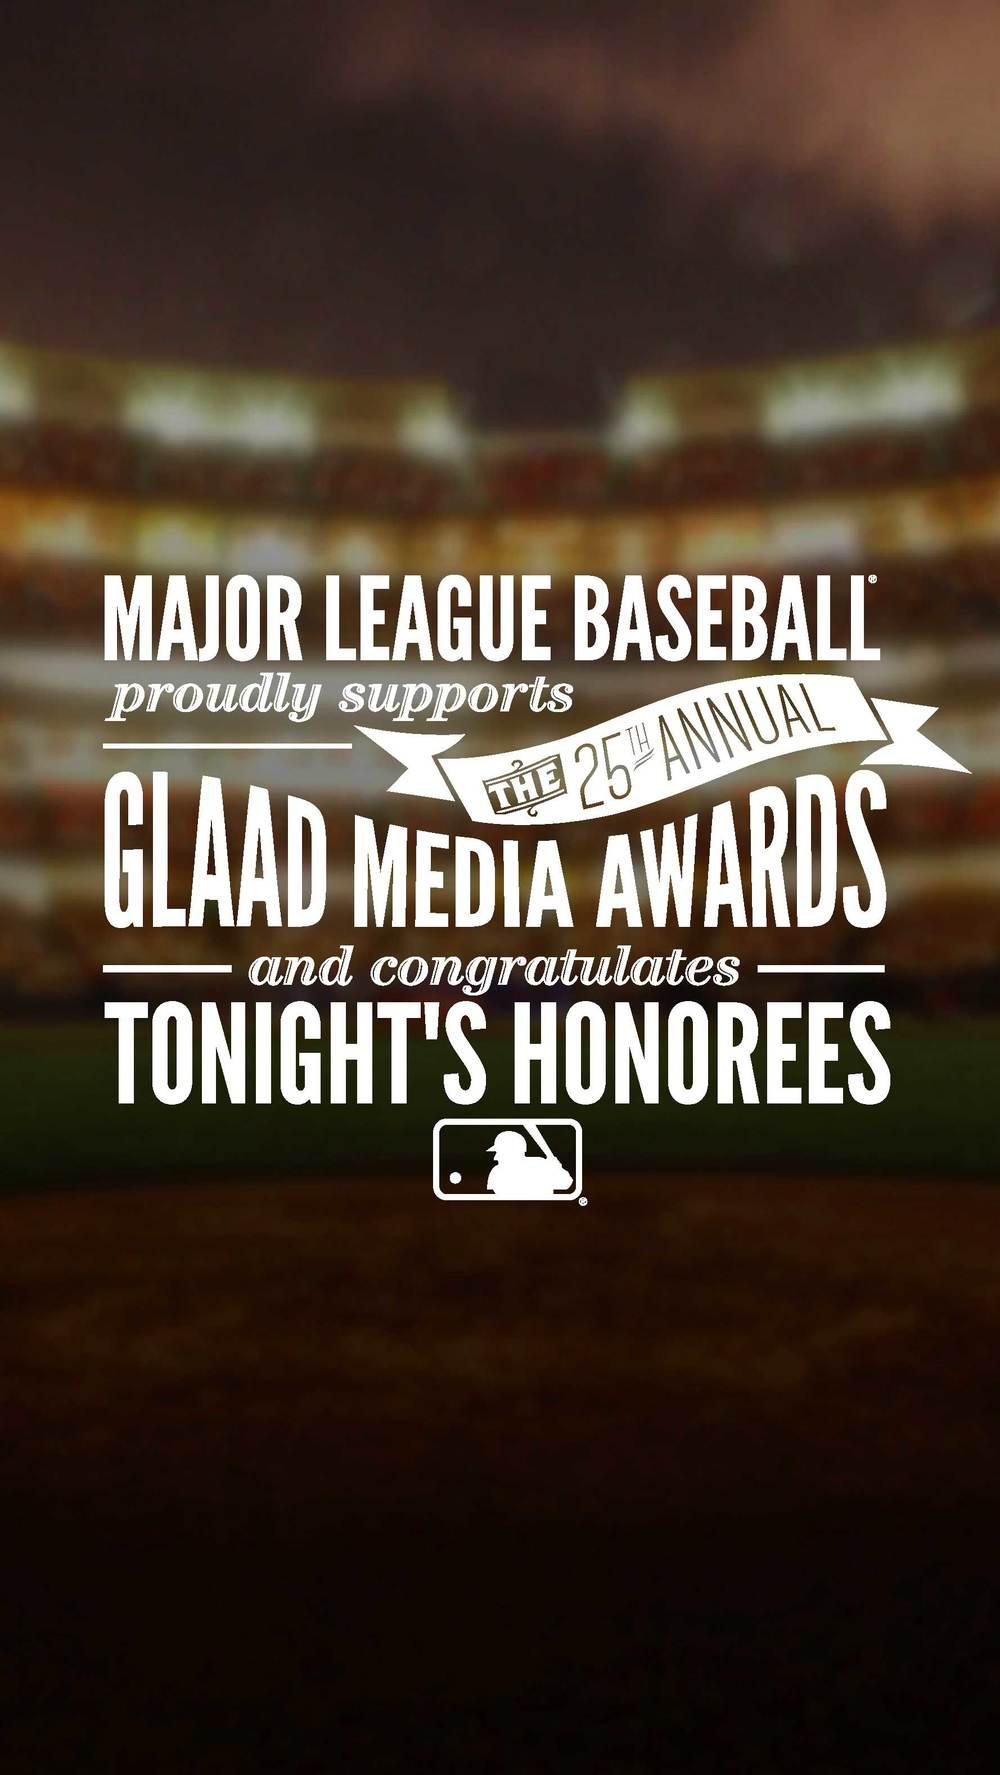 MAJOR LEAGUE BASEBALL®
proudly supports
THE 25TH ANNUAL
GLAAD MEDIA AWARDS
and congratulates
TONIGHT'S HONOREES
®